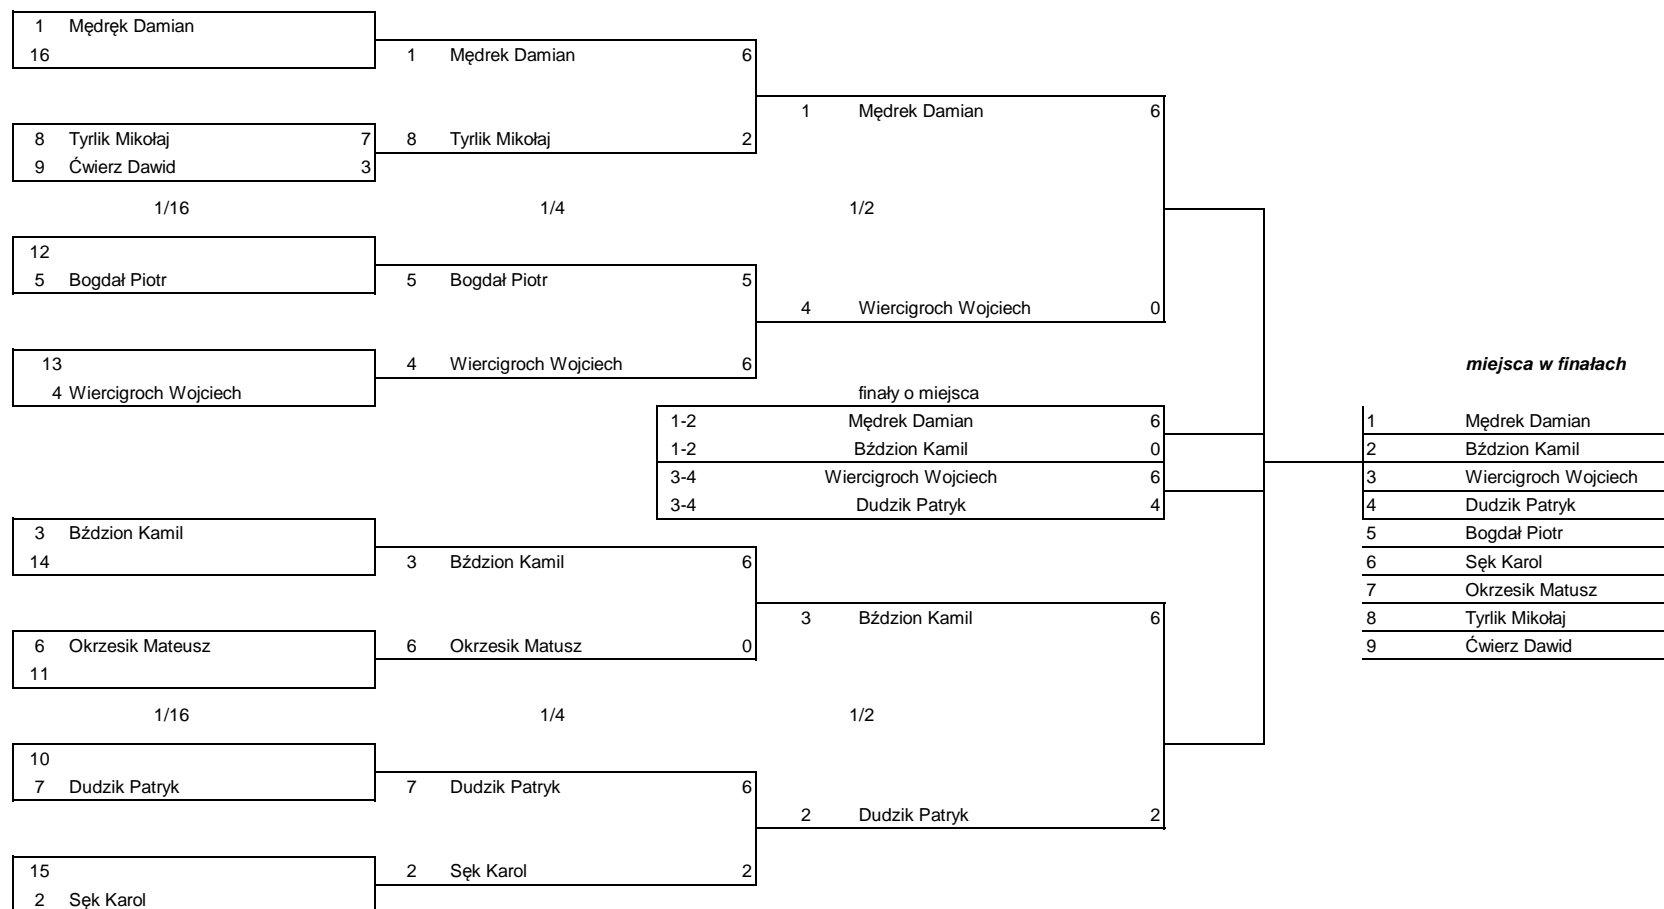 1 Mędręk Damian
16
1 Mędrek Damian 6
1 Mędrek Damian 6
8 Tyrlik Mikołaj 7
8 Tyrlik Mikołaj 2
9 Ćwierz Dawid 3
1/16 1/4 1/2
12
5 Bogdał Piotr
5 Bogdał Piotr 5
4 Wiercigroch Wojciech 0
13
4 Wiercigroch Wojciech 6
miejsca w finałach
4 Wiercigroch Wojciech
finały o miejsca
1-2 Mędrek Damian 6
1 Mędrek Damian
1-2 Bździon Kamil 0
2 Bździon Kamil
3-4 Wiercigroch Wojciech 6
3 Wiercigroch Wojciech
3-4 Dudzik Patryk 4
4 Dudzik Patryk
3 Bździon Kamil
5 Bogdał Piotr
14
3 Bździon Kamil 6
6 Sęk Karol
7 Okrzesik Matusz
3 Bździon Kamil 6
8 Tyrlik Mikołaj
6 Okrzesik Mateusz
6 Okrzesik Matusz 0
9 Ćwierz Dawid
11
1/16 1/4 1/2
10
7 Dudzik Patryk
7 Dudzik Patryk 6
2 Dudzik Patryk 2
15
2 Sęk Karol 2
2 Sęk Karol